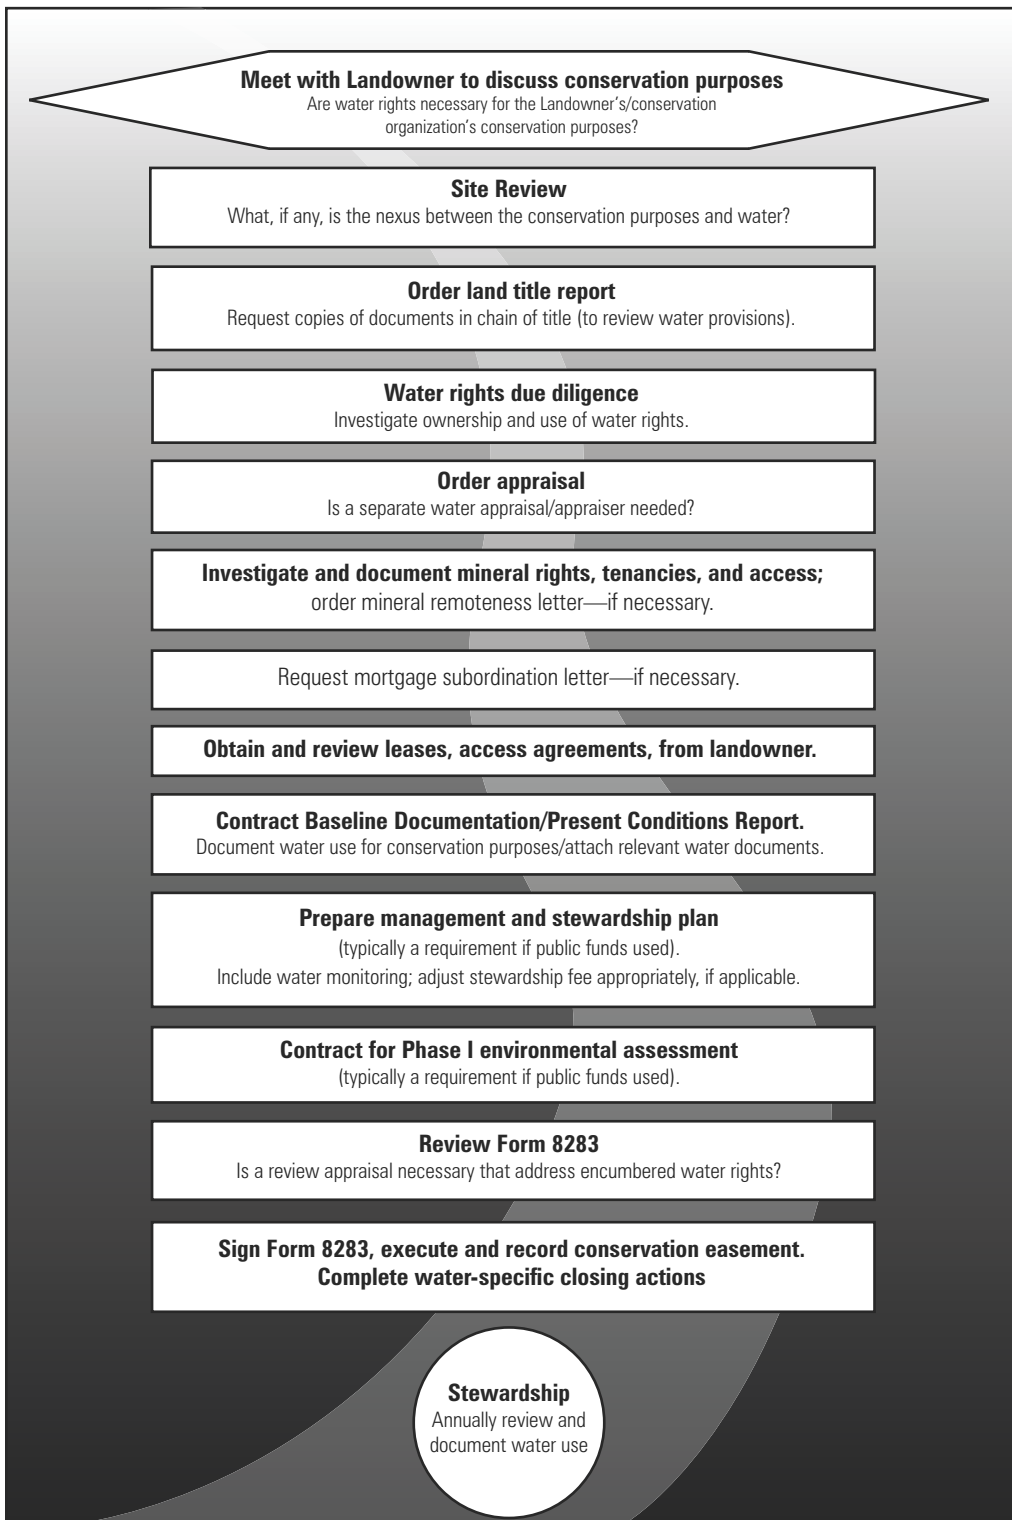 Meet with Landowner to discuss conservation purposes
Are water rights necessary for the Landowner's/conservation
organization's conservation purposes?
Site Review
What, if any, is the nexus between the conservation purposes and water?
Order land title report
Request copies of documents in chain of title (to review water provisions).
Water rights due diligence
Investigate ownership and use of water rights.
Order appraisal
Is a separate water appraisal/appraiser needed?
Investigate and document mineral rights, tenancies, and access;
order mineral remoteness letter—if necessary.
Request mortgage subordination letter—if necessary.
Obtain and review leases, access agreements, from landowner.
Contract Baseline Documentation/Present Conditions Report.
Document water use for conservation purposes/attach relevant water documents.
Prepare management and stewardship plan
(typically a requirement if public funds used).
Include water monitoring; adjust stewardship fee appropriately, if applicable.
Contract for Phase I environmental assessment
(typically a requirement if public funds used).
Review Form 8283
Is a review appraisal necessary that address encumbered water rights?
Sign Form 8283, execute and record conservation easement.
Complete water-specific closing actions
Stewardship
Annually review and
document water use